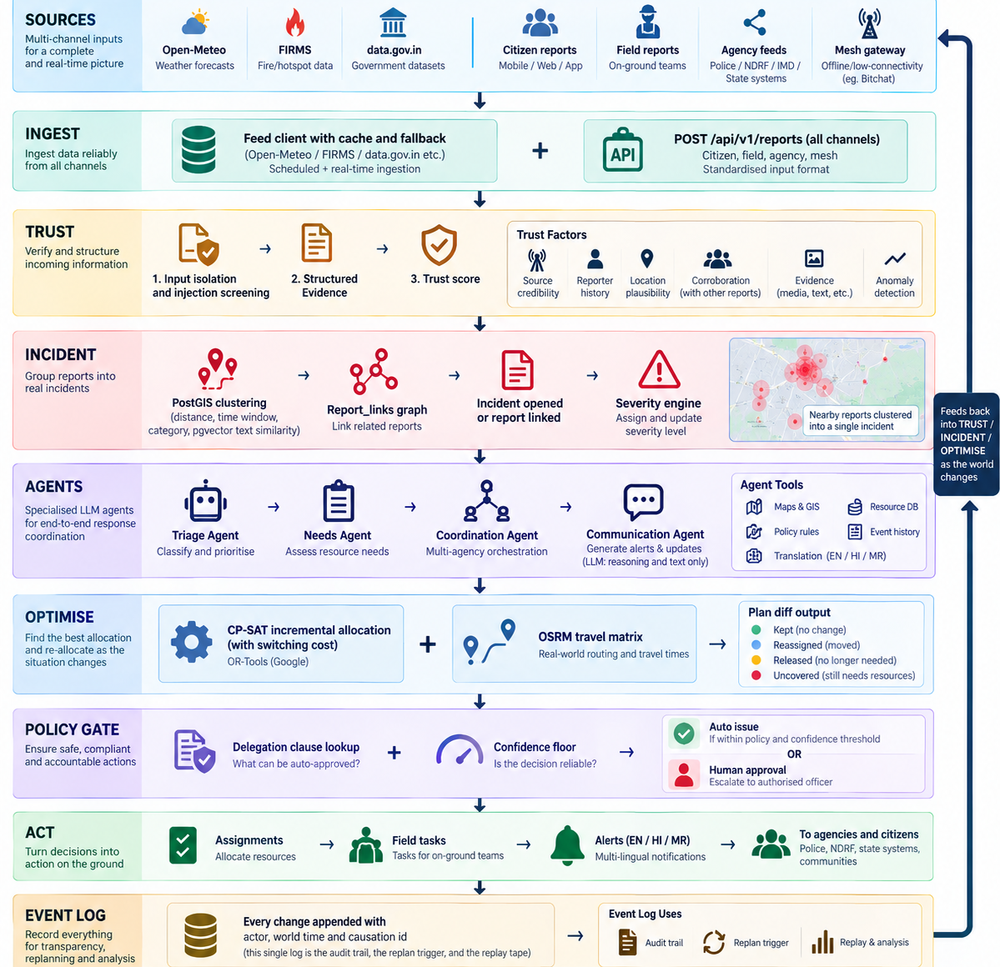 SOURCES
Multi-channel inputs
for a complete
and real-time picture
Open-Meteo
Weather forecasts
FIRMS
Fire/hotspot data
data.gov.in
Government datasets
Citizen reports
Mobile / Web / App
Field reports
On-ground teams
Agency feeds
Police / NDRF / IMD /
State systems
Mesh gateway
Offline/low-connectivity
(eg. Bitchat)
INGEST
Ingest data reliably
from all channels
Feed client with cache and fallback
(Open-Meteo / FIRMS / data.gov.in etc.)
Scheduled + real-time ingestion
+
API
POST /api/v1/reports (all channels)
Citizen, field, agency, mesh
Standardised input format
TRUST
Verify and structure
incoming information
1. Input isolation
and injection screening
2. Structured
Evidence
3. Trust score
Trust Factors
Source
credibility
Reporter
history
Location
plausibility
Corroboration
(with other reports)
Evidence
(media, text, etc.)
Anomaly
detection
INCIDENT
Group reports into
real incidents
PostGIS clustering
(distance, time window,
category, pgvector text similarity)
Report_links graph
Link related reports
Incident opened
or report linked
Severity engine
Assign and update
severity level
Nearby reports clustered
into a single incident
Feeds back
into TRUST /
INCIDENT /
OPTIMISE
as the world
changes
AGENTS
Specialised LLM agents
for end-to-end response
coordination
Triage Agent
Classify and prioritise
Needs Agent
Assess resource needs
Coordination Agent
Multi-agency orchestration
Communication Agent
Generate alerts & updates
(LLM: reasoning and text only)
Agent Tools
Maps & GIS
Resource DB
Policy rules
Event history
Translation (EN / HI / MR)
OPTIMISE
Find the best allocation
and re-allocate as the
situation changes
CP-SAT incremental allocation
(with switching cost)
OR-Tools (Google)
+
OSRM travel matrix
Real-world routing and travel times
Plan diff output
Kept (no change)
Reassigned (moved)
Released (no longer needed)
Uncovered (still needs resources)
POLICY GATE
Ensure safe, compliant
and accountable actions
Delegation clause lookup
What can be auto-approved?
+
Confidence floor
Is the decision reliable?
Auto issue
If within policy and confidence threshold
OR
Human approval
Escalate to authorised officer
ACT
Turn decisions into
action on the ground
Assignments
Allocate resources
Field tasks
Tasks for on-ground teams
Alerts (EN / HI / MR)
Multi-lingual notifications
To agencies and citizens
Police, NDRF, state systems,
communities
EVENT LOG
Record everything
for transparency,
replanning and analysis
Every change appended with
actor, world time and causation id
(this single log is the audit trail, the replan trigger, and the replay tape)
Event Log Uses
Audit trail
Replan trigger
Replay & analysis